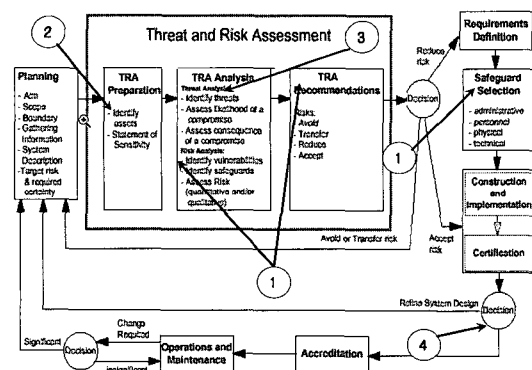 Threat and Risk Assessment
2
3
Planning
- Aim
- Scope
- Boundary
- Gathering
Information
- System
Description
- Target risk
& required
certainty
TRA
Preparation
- Identify
assets
- Statement of
Sensitivity
TRA Analysis
Threat Analysis:
- Identify threats
- Assess Likelihood of a
compromise
- Assess consequence
of a compromise
Risk Analysis:
- Identify vulnerabilities
- Identify safeguards
- Assess Risk
(quantitative and/or
qualitative)
TRA
Recommendations
Risks:
- Avoid
- Transfer
- Reduce
- Accept
Decision
Reduce
risk
Requirements
Definition
Safeguard
Selection
- administrative
- personnel
- physical
- technical
1
Construction
and
Implementation
Certification
Accept
risk
Avoid or Transfer risk
1
Refine System Design
Decision
4
Accreditation
Operations and
Maintenance
Change
Required
Decision
Significant